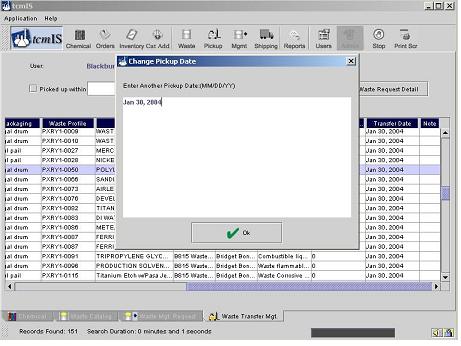 tcmIS
Application Help
tcmIS Chemical Orders Inventory Cat Add Waste Pickup Mgmt Shipping Reports Users Admin Stop Print Scr
Change Pickup Date
User: Blackbur
Picked up within
Waste Request Detail
Enter Another Pickup Date:(MM/DD/YY)
Jan 30, 2004
ackaging Waste Profile Transfer Date Note
al drum PXRY1-0009 WAST Jan 30, 2004
al drum PXRY1-0010 WAST Jan 30, 2004
al pail PXRY1-0027 MERC Jan 30, 2004
al pail PXRY1-0028 NICKE Jan 30, 2004
al drum PXRY1-0050 POLYU Jan 30, 2004
al drum PXRY1-0066 SANDI Jan 30, 2004
al drum PXRY1-0073 AIRLE Jan 30, 2004
al drum PXRY1-0076 DEVEL Jan 30, 2004
al drum PXRY1-0092 TITAN Jan 30, 2004
al drum PXRY1-0083 DI WA Jan 30, 2004
al drum PXRY1-0086 METE Jan 30, 2004
al drum PXRY1-0087 FERRI Jan 30, 2004
al drum PXRY1-0087 FERRI Jan 30, 2004
al drum PXRY1-0091 TRIPROPYLENE GLYC... B815 Waste... Bridget Bon... Combustible liq... 0 Jan 30, 2004
al drum PXRY1-0096 PRODUCTION SOLVEN... B815 Waste... Bridget Bon... Waste flammabl... 0 Jan 30, 2004
al pail PXRY1-0115 Titanium Etch wPasa Je... B815 Waste... Bridget Bon... Waste Corrosive ... 0 Jan 30, 2004
Ok
Chemical Waste Catalog Waste Mgt. Request Waste Transfer Mgt.
Records Found: 151 Search Duration: 0 minutes and 1 seconds